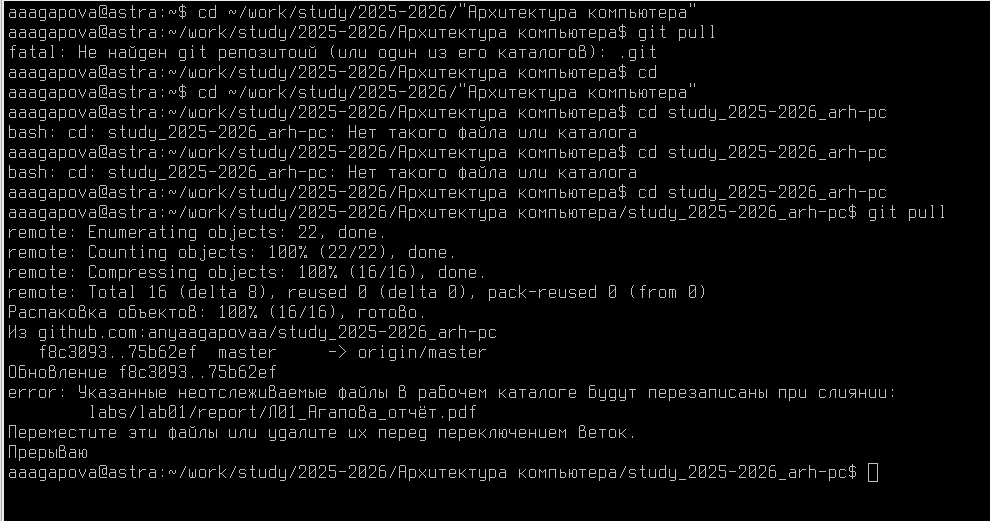 aaagapova@astra:~$ cd ~/work/study/2025-2026/"Архитектура компьютера"
aaagapova@astra:~/work/study/2025-2026/Архитектура компьютера$ git pull
fatal: Не найден git репозитоий (или один из его каталогов): .git
aaagapova@astra:~/work/study/2025-2026/Архитектура компьютера$ cd
aaagapova@astra:~$ cd ~/work/study/2025-2026/"Архитектура компьютера"
aaagapova@astra:~/work/study/2025-2026/Архитектура компьютера$ cd study_2025-2026_arh-pc
bash: cd: study_2025-2026_arh-pc: Нет такого файла или каталога
aaagapova@astra:~/work/study/2025-2026/Архитектура компьютера$ cd study_2025-2026_arh-pc
bash: cd: study_2025-2026_arh-pc: Нет такого файла или каталога
aaagapova@astra:~/work/study/2025-2026/Архитектура компьютера$ cd study_2025-2026_arh-pc
aaagapova@astra:~/work/study/2025-2026/Архитектура компьютера/study_2025-2026_arh-pc$ git pull
remote: Enumerating objects: 22, done.
remote: Counting objects: 100% (22/22), done.
remote: Compressing objects: 100% (16/16), done.
remote: Total 16 (delta 8), reused 0 (delta 0), pack-reused 0 (from 0)
Распаковка объектов: 100% (16/16), готово.
Из github.com:anyaagapovaa/study_2025-2026_arh-pc
   f8c3093..75b62ef  master     -> origin/master
Обновление f8c3093..75b62ef
error: Указанные неотслеживаемые файлы в рабочем каталоге будут перезаписаны при слиянии:
        labs/lab01/report/Л01_Агапова_отчёт.pdf
Переместите эти файлы или удалите их перед переключением веток.
Прерываю
aaagapova@astra:~/work/study/2025-2026/Архитектура компьютера/study_2025-2026_arh-pc$